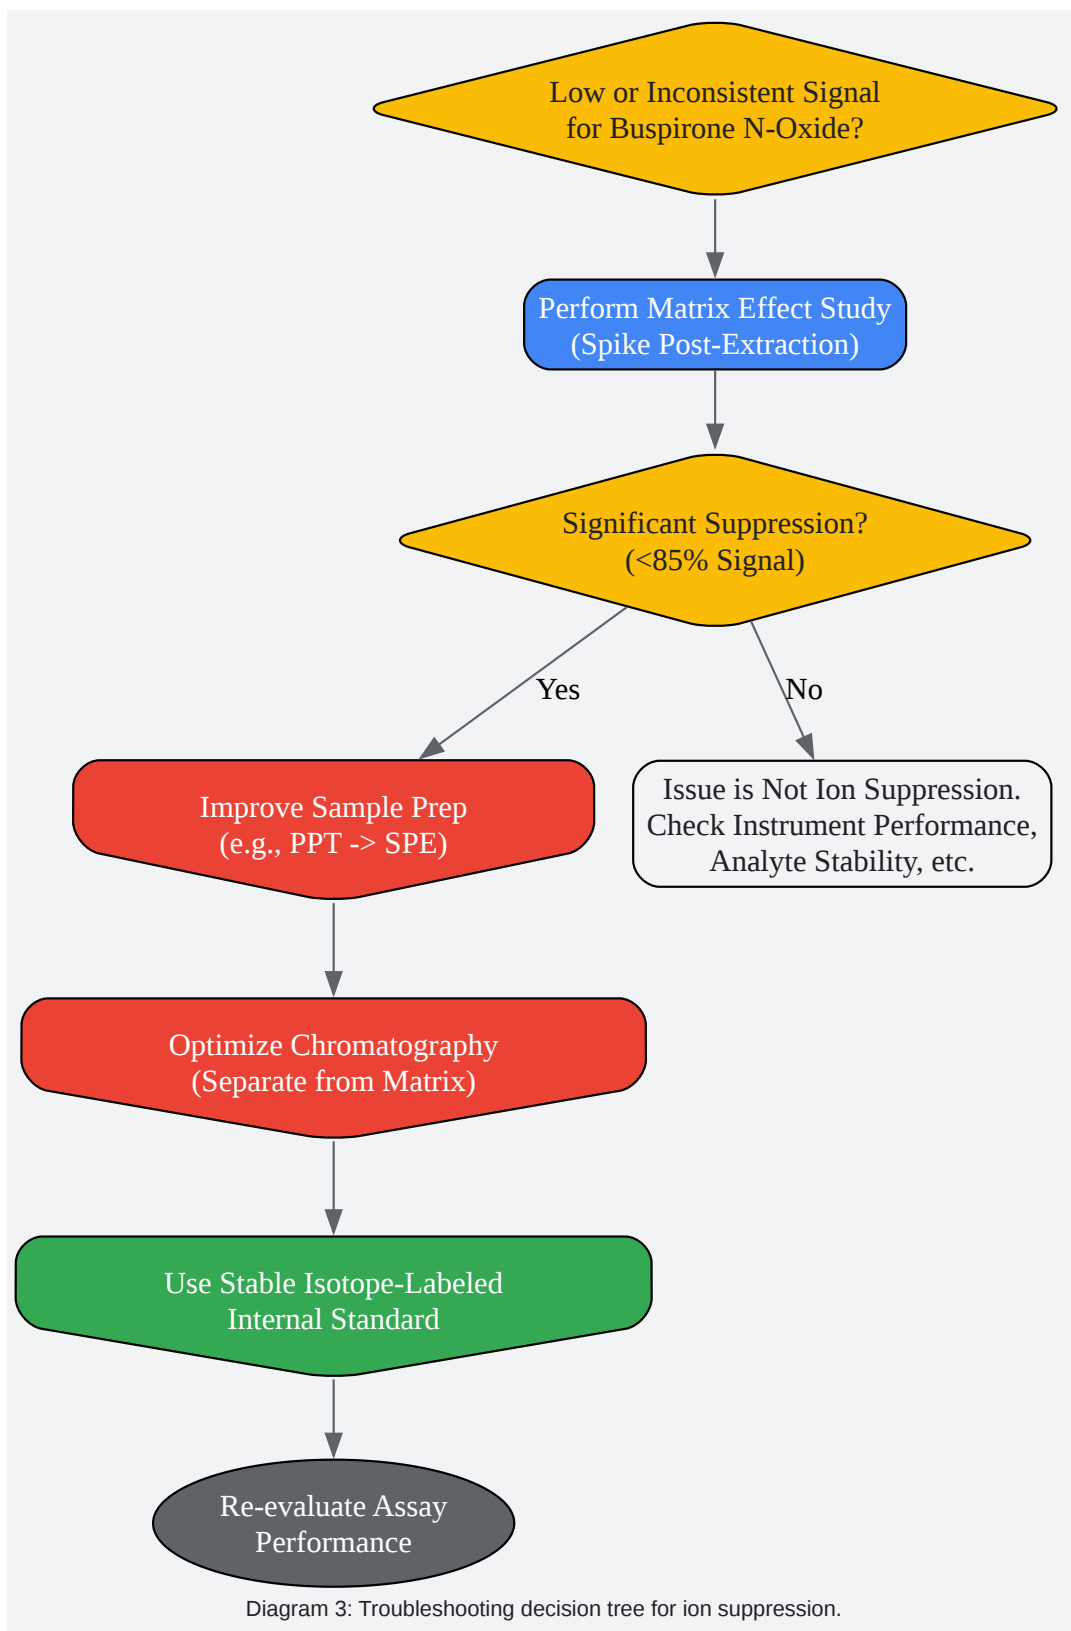 Low or Inconsistent Signal
for Buspirone N-Oxide?
Perform Matrix Effect Study
(Spike Post-Extraction)
Significant Suppression?
(<85% Signal)
Yes
No
Improve Sample Prep
(e.g., PPT -> SPE)
Issue is Not Ion Suppression.
Check Instrument Performance,
Analyte Stability, etc.
Optimize Chromatography
(Separate from Matrix)
Use Stable Isotope-Labeled
Internal Standard
Re-evaluate Assay
Performance
Diagram 3: Troubleshooting decision tree for ion suppression.